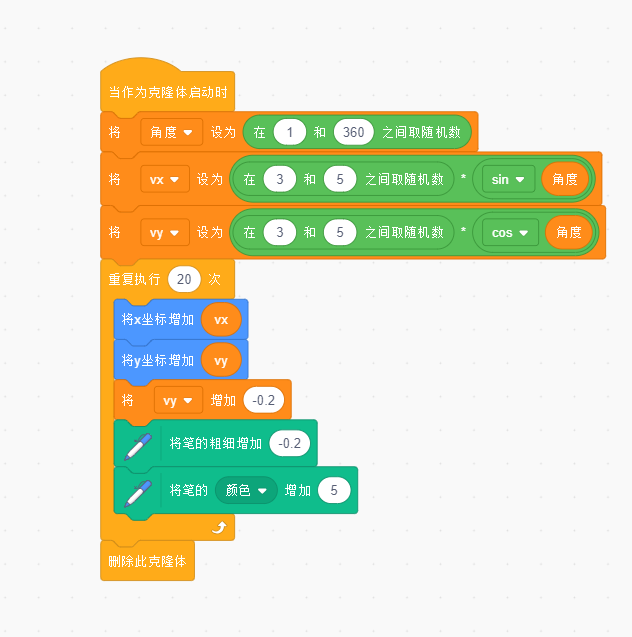 当作为克隆体启动时
将 角度 设为 在 1 和 360 之间取随机数
将 vx 设为 在 3 和 5 之间取随机数 * sin 角度
将 vy 设为 在 3 和 5 之间取随机数 * cos 角度
重复执行 20 次
将x坐标增加 vx
将y坐标增加 vy
将 vy 增加 -0.2
将笔的粗细增加 -0.2
将笔的 颜色 增加 5
删除此克隆体